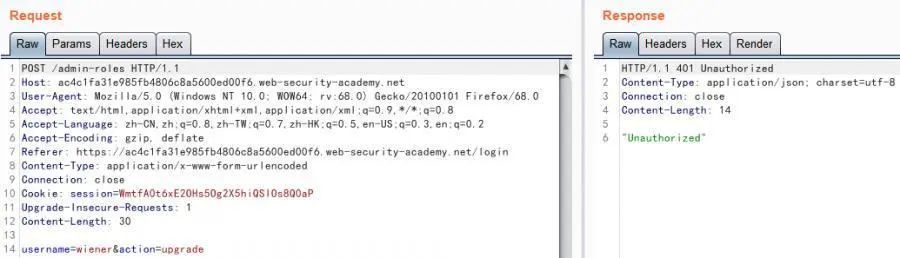 Request
Raw Params Headers Hex
1 POST /admin-roles HTTP/1.1
2 Host: ac4c1fa31e985fb4806c8a5600ed00f6.web-security-academy.net
3 User-Agent: Mozilla/5.0 (Windows NT 10.0; WOW64; rv:68.0) Gecko/20100101 Firefox/68.0
4 Accept: text/html,application/xhtml+xml,application/xml;q=0.9,*/*;q=0.8
5 Accept-Language: zh-CN,zh;q=0.8,zh-TW;q=0.7,zh-HK;q=0.5,en-US;q=0.3,en;q=0.2
6 Accept-Encoding: gzip, deflate
7 Referer: https://ac4c1fa31e985fb4806c8a5600ed00f6.web-security-academy.net/login
8 Content-Type: application/x-www-form-urlencoded
9 Connection: close
10 Cookie: session=WmtfA0t6xE20Hs50g2X5hiQSI0s8Q0aP
11 Upgrade-Insecure-Requests: 1
12 Content-Length: 30
13
14 username=wiener&action=upgrade
Response
Raw Headers Hex Render
1 HTTP/1.1 401 Unauthorized
2 Content-Type: application/json; charset=utf-8
3 Connection: close
4 Content-Length: 14
5
6 "Unauthorized"